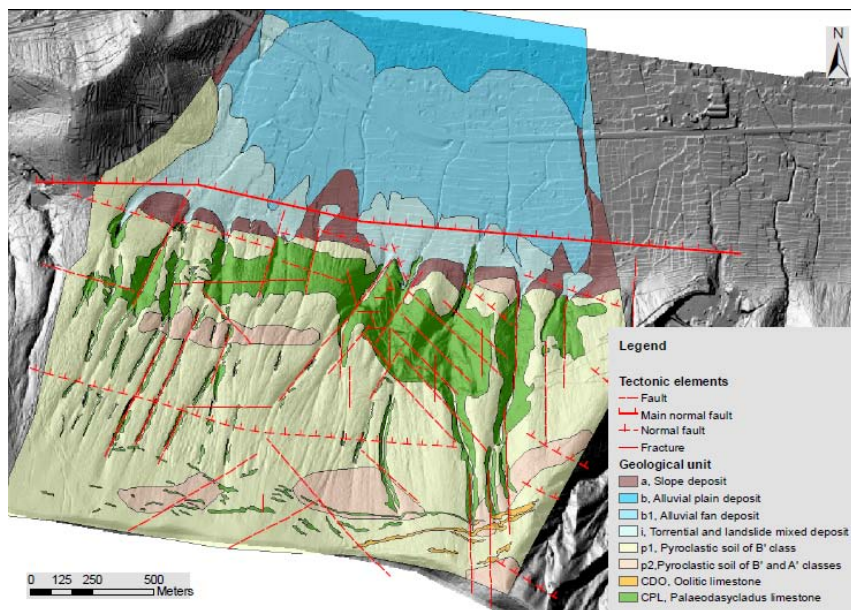 N
Legend
Tectonic elements
Fault
Main normal fault
Normal fault
Fracture
Geological unit
a, Slope deposit
b, Alluvial plain deposit
b1, Alluvial fan deposit
i, Torrential and landslide mixed deposit
p1, Pyroclastic soil of B' class
p2,Pyroclastic soil of B' and A' classes
CDO, Oolitic limestone
CPL, Palaeodasycladus limestone
0 125 250 500
Meters